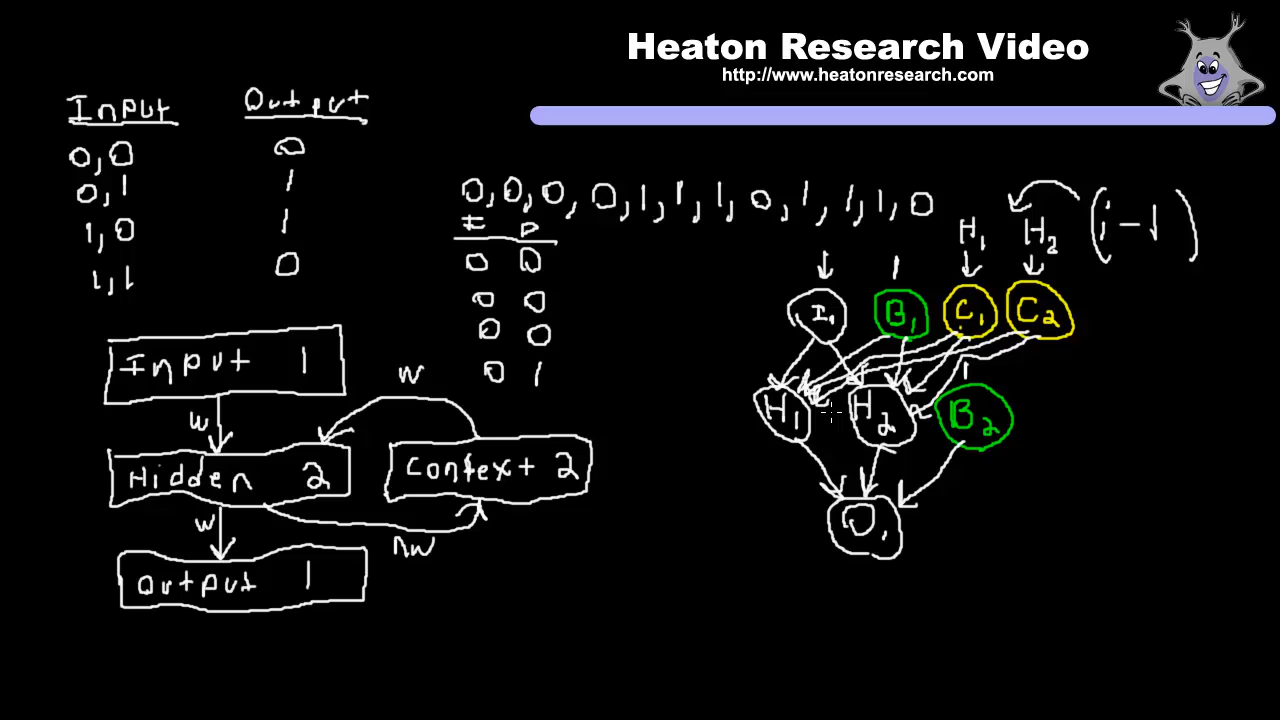 Heaton Research Video
http://www.heatonresearch.com
Input Output
0,0 0
0,1 1
1,0 1
1,1 0
0,0,0,0,1,1,1,0,1,1,1,0
I P
0 0
0 0
0 0
0 1
H1 H2 (i-1)
1
I1 B1 C1 C2
1
H1 H2 B2
O1
Input 1
w w
Hidden 2 Context 2
w nw
Output 1